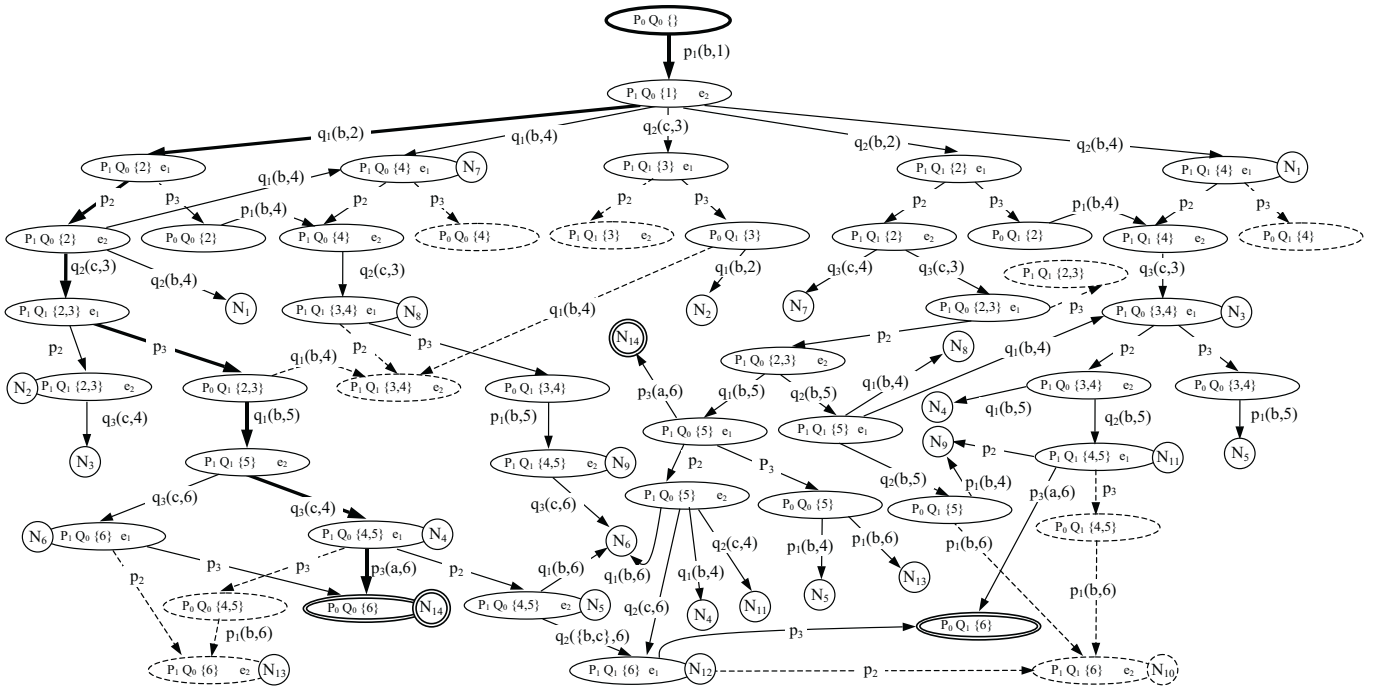 P₀ Q₀ {}
p₁(b,1)
P₁ Q₀ {1} e₂
q₁(b,2) q₁(b,4) q₂(c,3) q₂(b,2) q₂(b,4)
P₁ Q₀ {2} e₁ P₁ Q₀ {4} e₁ N₇ P₁ Q₁ {3} e₁ P₁ Q₁ {2} e₁ P₁ Q₁ {4} e₁ N₁
p₂ p₃ q₁(b,4) p₂ p₃ p₂ p₃ p₂ p₃ p₂ p₃
p₁(b,4) p₁(b,4)
P₁ Q₀ {2} e₂ P₀ Q₀ {2} P₁ Q₀ {4} e₂ P₀ Q₀ {4} P₁ Q₁ {3} e₂ P₀ Q₁ {3} P₁ Q₁ {2} e₂ P₀ Q₁ {2} P₁ Q₁ {4} e₂ P₀ Q₁ {4}
q₂(c,3) q₂(b,4) q₂(c,3) q₁(b,4) q₁(b,2) q₃(c,4) q₃(c,3) P₁ Q₁ {2,3} q₃(c,3)
P₁ Q₁ {2,3} e₁ N₁ P₁ Q₁ {3,4} e₁ N₈ N₂ N₇ P₁ Q₀ {2,3} e₁ p₃ P₁ Q₀ {3,4} e₁ N₃
p₂ p₃ p₂ p₃ N₁₄ p₂ N₈ q₁(b,4) p₂ p₃
q₁(b,4) P₁ Q₀ {2,3} e₂
N₂ P₁ Q₁ {2,3} e₂ P₀ Q₁ {2,3} P₁ Q₁ {3,4} e₂ P₀ Q₁ {3,4} p₃(a,6) q₁(b,5) q₂(b,5) q₁(b,4) P₁ Q₀ {3,4} e₂ P₀ Q₀ {3,4}
q₃(c,4) q₁(b,5) p₁(b,5) N₄ q₁(b,5) q₂(b,5) p₁(b,5)
P₁ Q₀ {5} e₁ P₁ Q₁ {5} e₁ N₉
N₃ P₁ Q₁ {5} e₂ P₁ Q₁ {4,5} e₂ N₉ p₂ P₃ q₂(b,5) p₁(b,4) p₂ P₁ Q₁ {4,5} e₁ N₁₁ N₅
q₃(c,6) q₃(c,4) q₃(c,6) P₁ Q₀ {5} e₂ P₀ Q₀ {5} P₀ Q₁ {5} p₃(a,6) p₃
N₆ P₁ Q₀ {6} e₁ P₁ Q₀ {4,5} e₁ N₄ N₆ q₂(c,4) p₁(b,4) p₁(b,6) p₁(b,6) P₀ Q₁ {4,5}
p₂ p₃ p₃ p₃(a,6) p₂ q₁(b,6) q₁(b,6) q₁(b,4) N₁₃
P₀ Q₀ {4,5} P₀ Q₀ {6} N₁₄ P₁ Q₀ {4,5} e₂ N₅ q₂(c,6) N₄ N₁₁ N₅ p₁(b,6)
p₁(b,6) q₂({b,c},6) p₃ P₀ Q₁ {6}
P₁ Q₀ {6} e₂ N₁₃ P₁ Q₁ {6} e₁ N₁₂ p₂ P₁ Q₁ {6} e₂ N₁₀